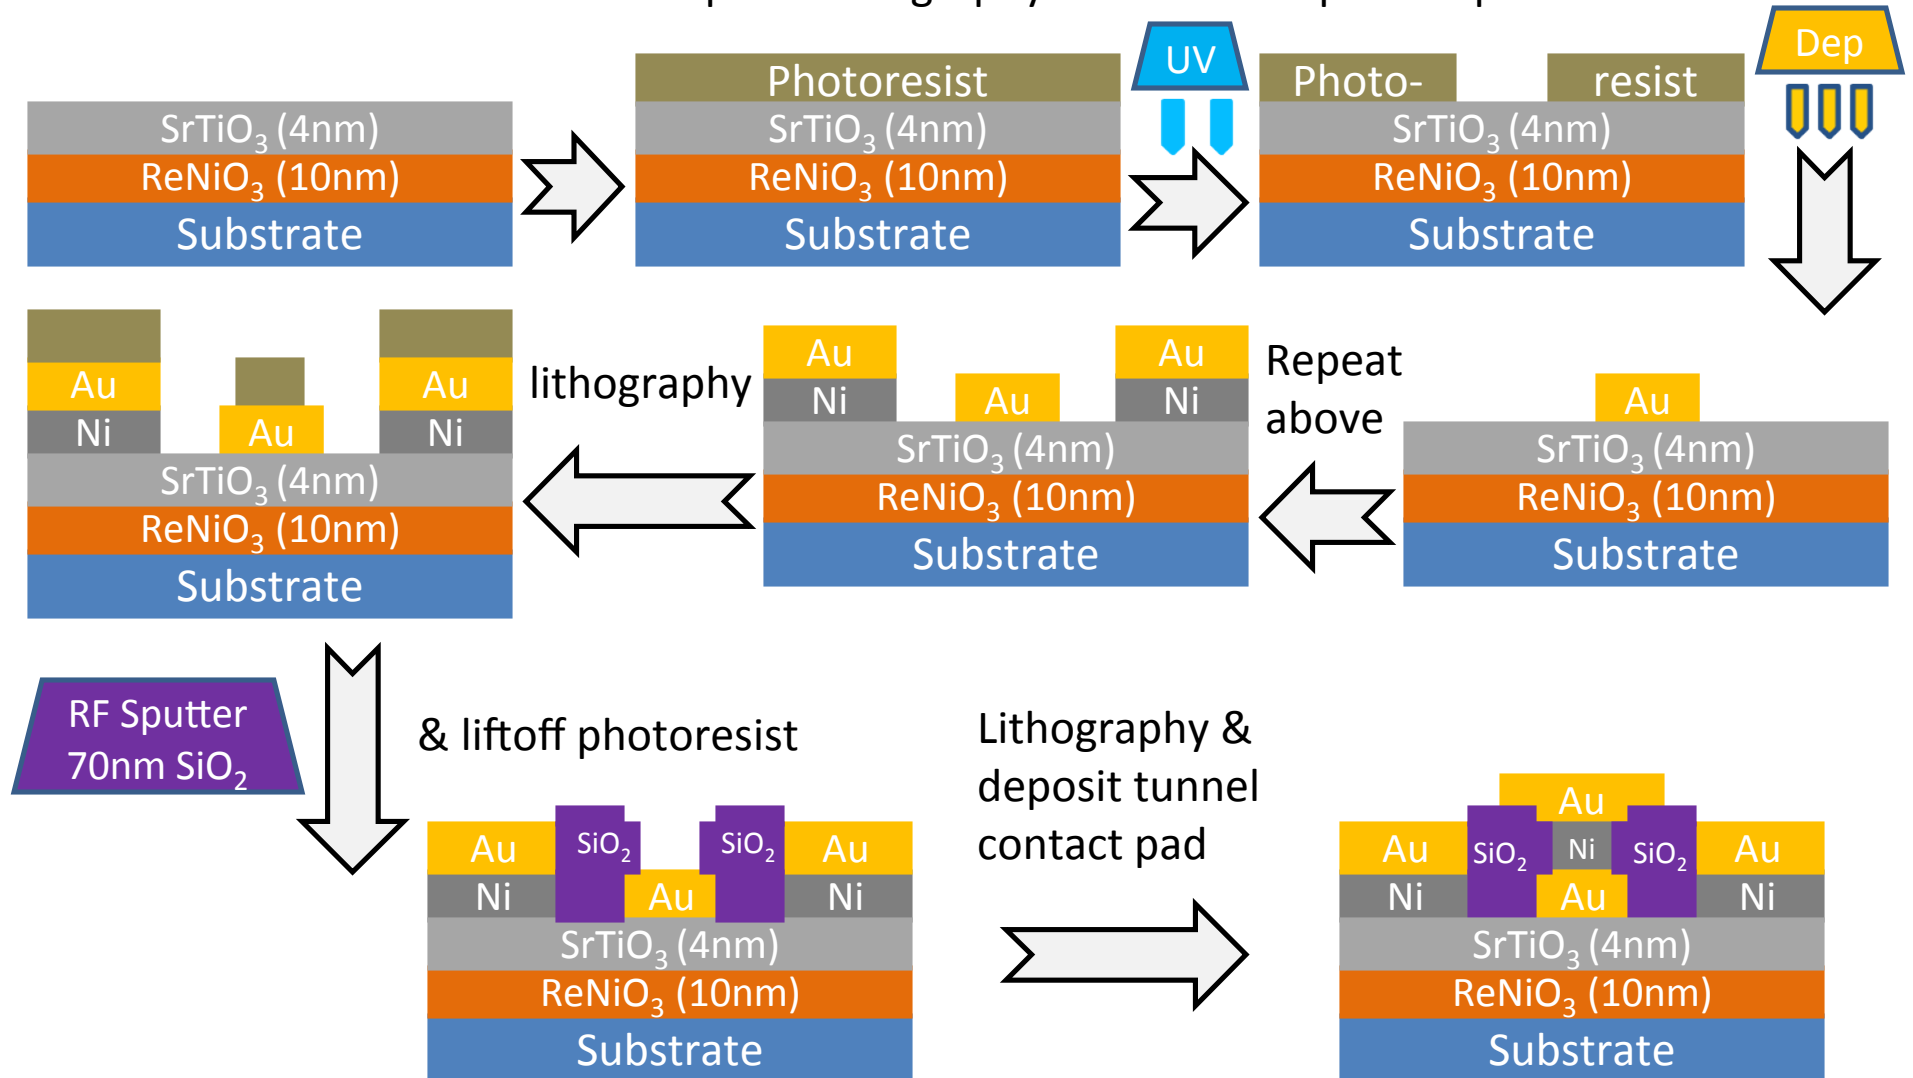 Photoresist
UV
Photo-
resist
Dep
SrTiO3 (4nm)
ReNiO3 (10nm)
Substrate
SrTiO3 (4nm)
ReNiO3 (10nm)
Substrate
SrTiO3 (4nm)
ReNiO3 (10nm)
Substrate
Au
Ni
Au
Au
Ni
SrTiO3 (4nm)
ReNiO3 (10nm)
Substrate
lithography
Au
Ni
Au
Au
Ni
SrTiO3 (4nm)
ReNiO3 (10nm)
Substrate
Repeat
above
Au
SrTiO3 (4nm)
ReNiO3 (10nm)
Substrate
RF Sputter
70nm SiO2
& liftoff photoresist
Au
Ni
SiO2
Au
SiO2
Au
Ni
SrTiO3 (4nm)
ReNiO3 (10nm)
Substrate
Lithography &
deposit tunnel
contact pad
Au
Au
Ni
SiO2
Ni
Au
SiO2
Au
Ni
SrTiO3 (4nm)
ReNiO3 (10nm)
Substrate